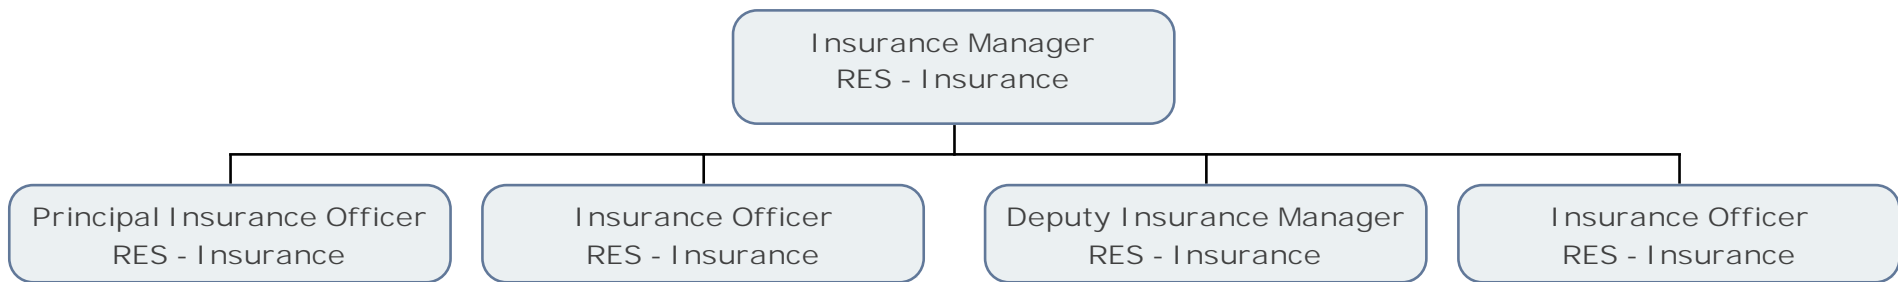 Insurance Manager
RES - Insurance
Principal Insurance Officer
RES - Insurance
Insurance Officer
RES - Insurance
Deputy Insurance Manager
RES - Insurance
Insurance Officer
RES - Insurance